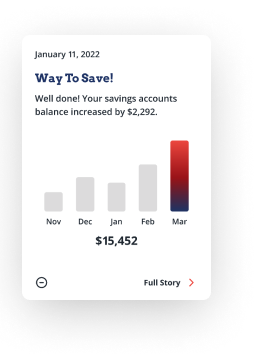 January 11, 2022
Way To Save!
Well done! Your savings accounts
balance increased by $2,292.
Nov Dec Jan Feb Mar
$15,452
Full Story